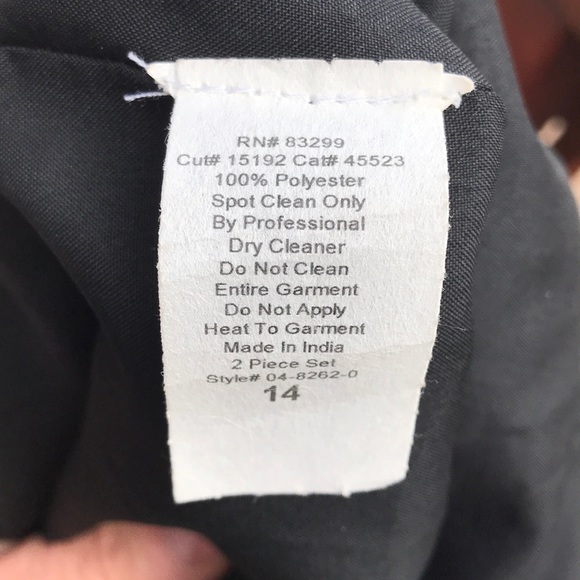 RN# 83299
Cut# 15192 Cat# 45523
100% Polyester
Spot Clean Only
By Professional
Dry Cleaner
Do Not Clean
Entire Garment
Do Not Apply
Heat To Garment
Made In India
2 Piece Set
Style# 04-8262-0
14